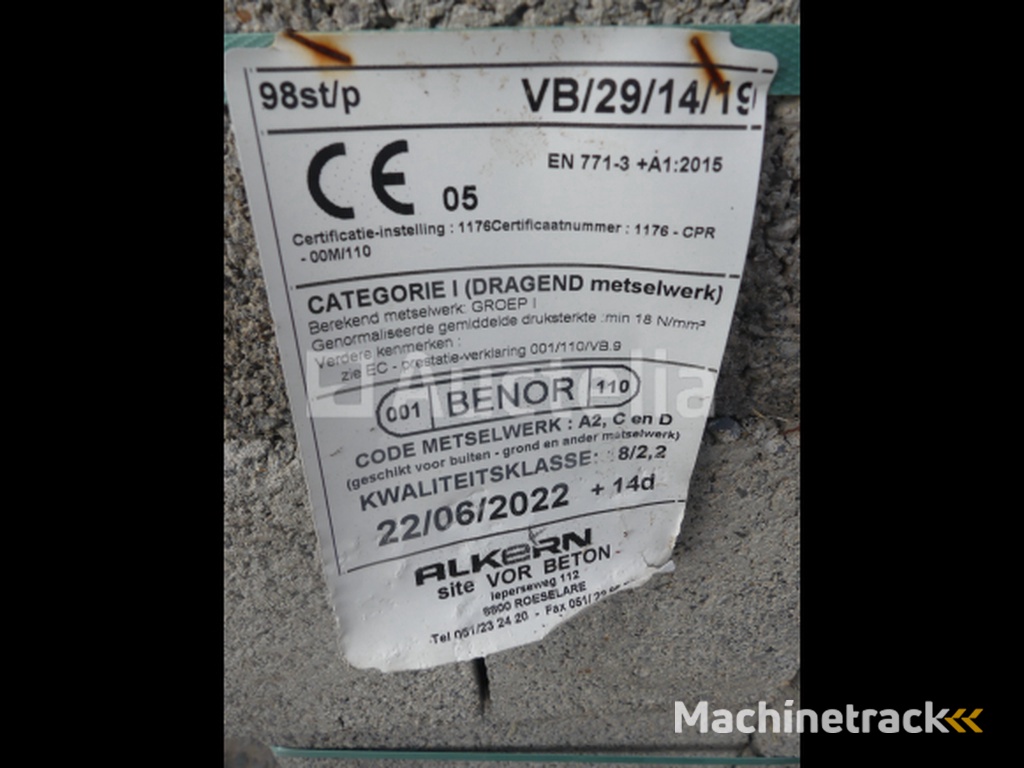 98st/p VB/29/14/19
CE 05 EN 771-3 +A1:2015
Certificatie-instelling : 1176Certificaatnummer : 1176 - CPR
- 00M/110
CATEGORIE I (DRAGEND metselwerk)
Berekend metselwerk: GROEP I
Genormaliseerde gemiddelde druksterkte :min 18 N/mm²
Verdere kenmerken :
zie EC - prestatie-verklaring 001/110/VB.9
Auctelia
001 BENOR 110
CODE METSELWERK : A2, C en D
(geschikt voor buiten - grond en ander metselwerk)
KWALITEITSKLASSE: 8/2,2
22/06/2022 + 14d
ALKERN
site VOR BETON
Ieperseweg 112
8800 ROESELARE
Tel 051/23 24 20 - Fax 051/
Machinetrack